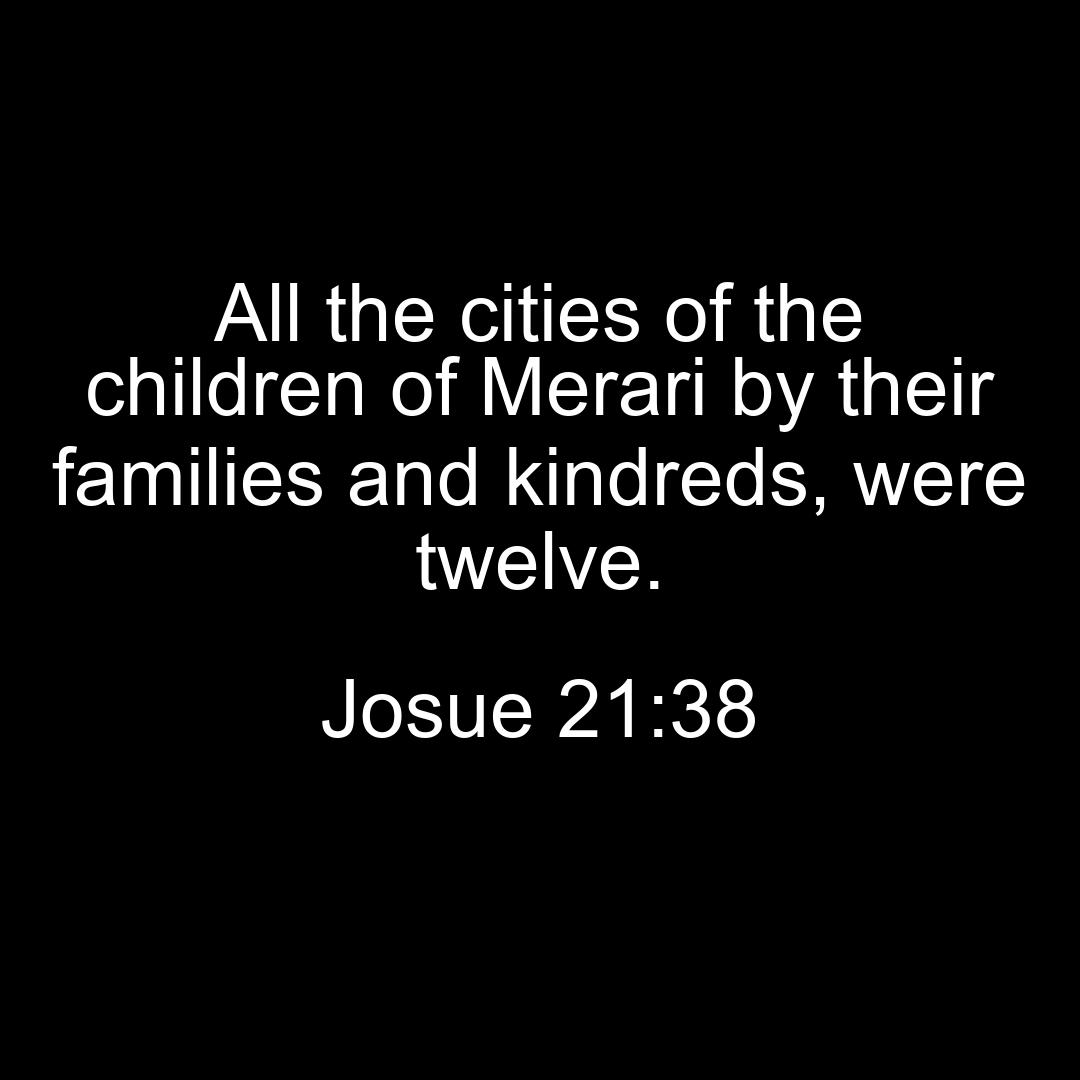 All the cities of the
children of Merari by their
families and kindreds, were
twelve.
Josue 21:38